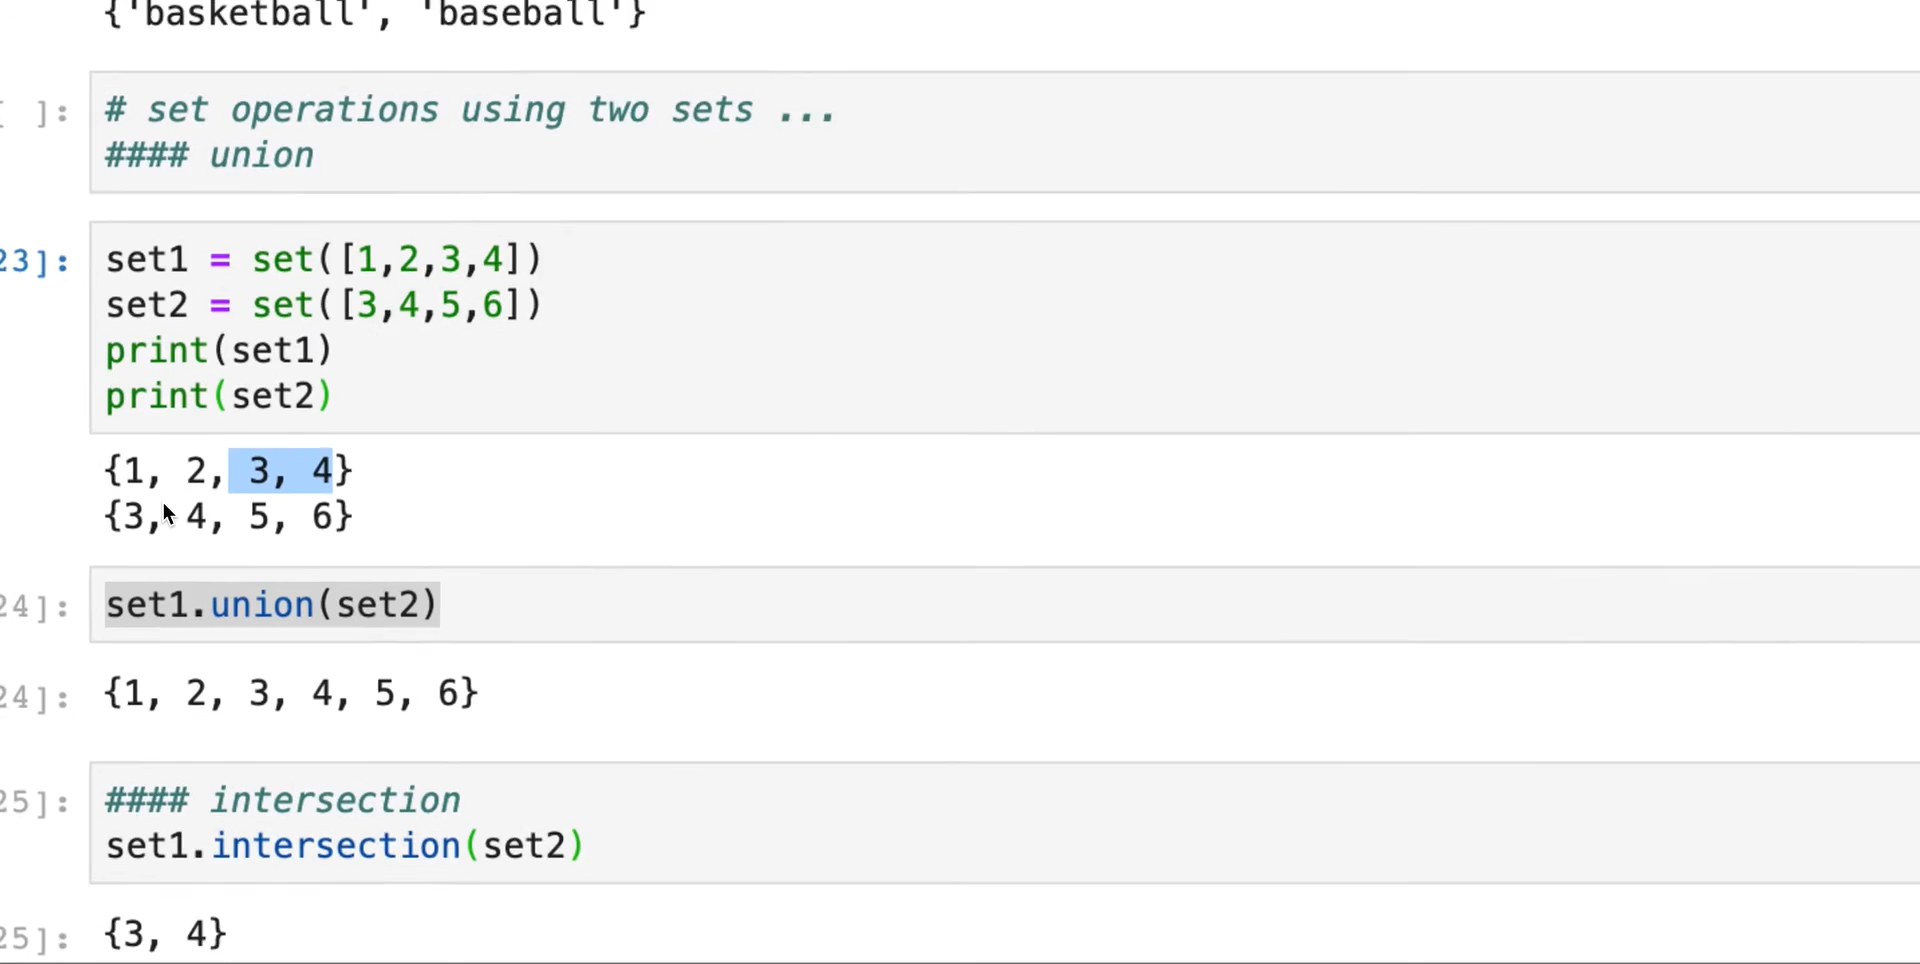 {'basketball', 'baseball'}
[ ]:
# set operations using two sets ...
#### union
23]:
set1 = set([1,2,3,4])
set2 = set([3,4,5,6])
print(set1)
print(set2)
{1, 2, 3, 4}
{3, 4, 5, 6}
24]:
set1.union(set2)
24]:
{1, 2, 3, 4, 5, 6}
25]:
#### intersection
set1.intersection(set2)
25]:
{3, 4}